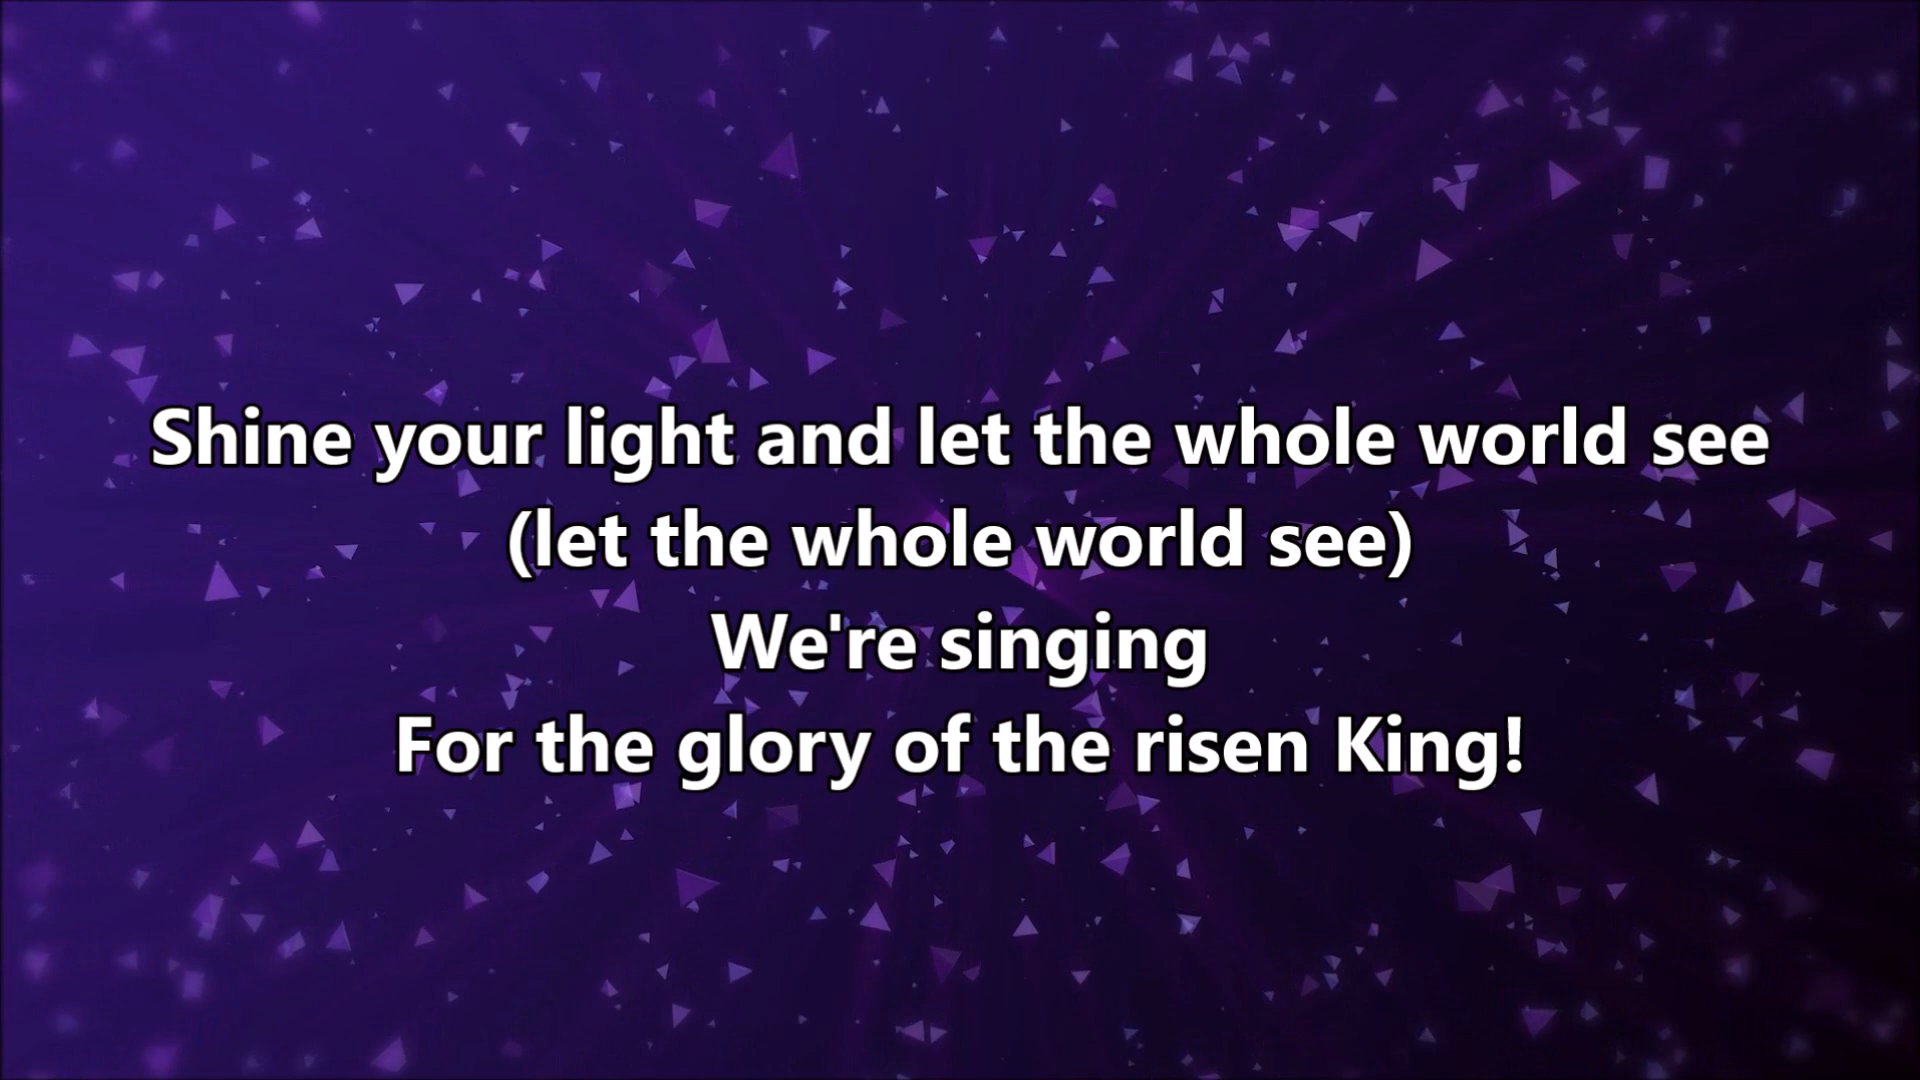 Shine your light and let the whole world see
(let the whole world see)
We're singing
For the glory of the risen King!